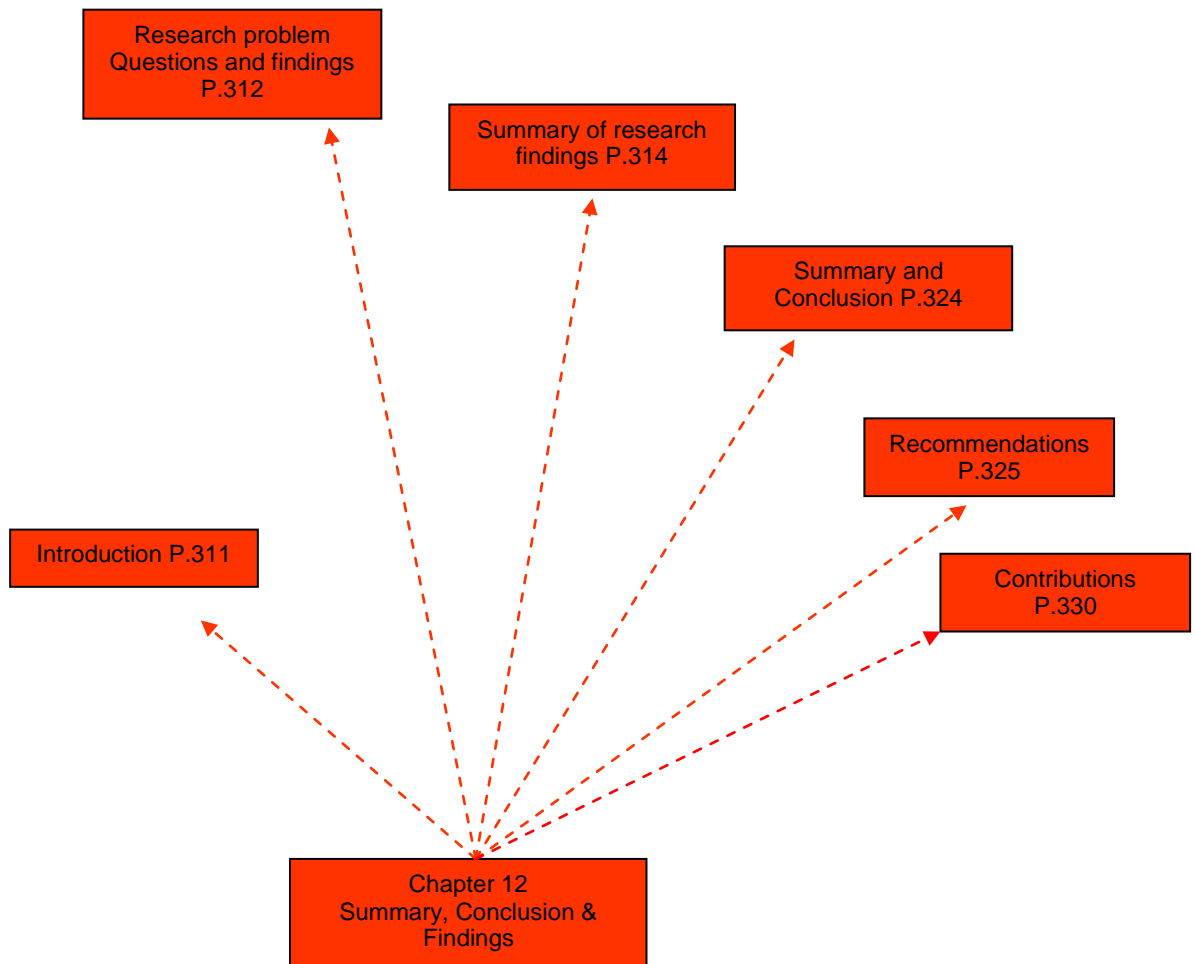 Research problem
Questions and findings
P.312
Summary of research
findings P.314
Summary and
Conclusion P.324
Recommendations
P.325
Introduction P.311
Contributions
P.330
Chapter 12
Summary, Conclusion &
Findings